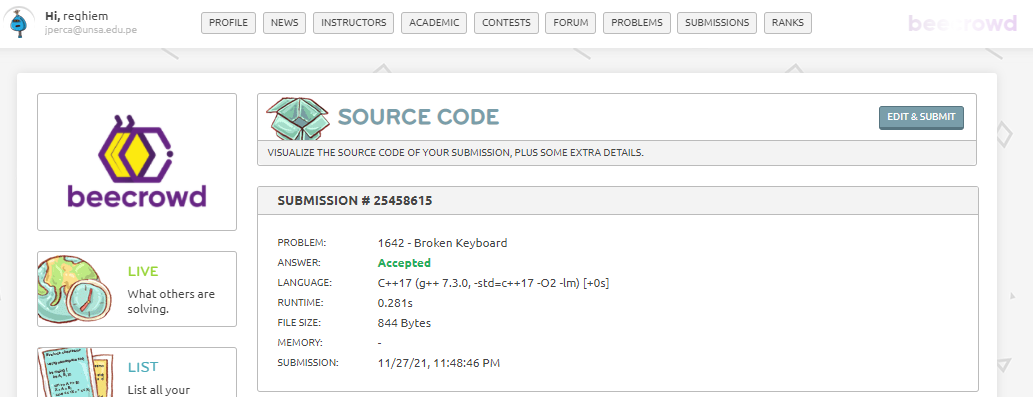 Hi, reqhiem
jperca@unsa.edu.pe
PROFILE NEWS INSTRUCTORS ACADEMIC CONTESTS FORUM PROBLEMS SUBMISSIONS RANKS
beecrowd
beecrowd
SOURCE CODE
EDIT & SUBMIT
VISUALIZE THE SOURCE CODE OF YOUR SUBMISSION, PLUS SOME EXTRA DETAILS.
SUBMISSION # 25458615
PROBLEM: 1642 - Broken Keyboard
ANSWER: Accepted
LANGUAGE: C++17 (g++ 7.3.0, -std=c++17 -O2 -lm) [+0s]
RUNTIME: 0.281s
FILE SIZE: 844 Bytes
MEMORY: -
SUBMISSION: 11/27/21, 11:48:46 PM
LIVE
What others are
solving.
LIST
List all your